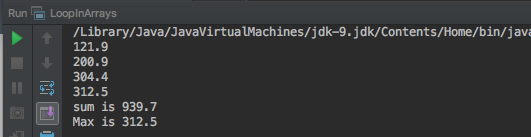 Run LoopInArrays
/Library/Java/JavaVirtualMachines/jdk-9.jdk/Contents/Home/bin/java
121.9
200.9
304.4
312.5
sum is 939.7
Max is 312.5